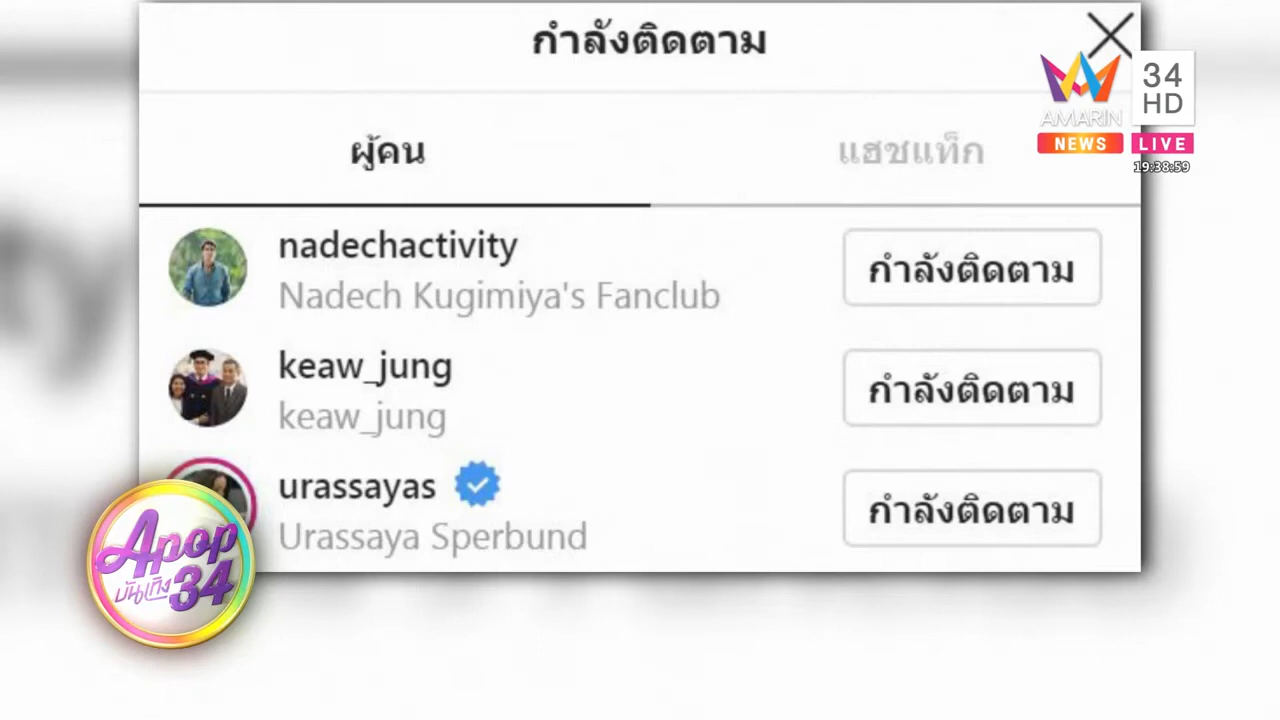 กำลังติดตาม
AMARIN
NEWS
34
HD
LIVE
19:38:59
ผู้คน
แฮชแท็ก
nadechactivity
Nadech Kugimiya's Fanclub
กำลังติดตาม
keaw_jung
keaw_jung
กำลังติดตาม
urassayas
Urassaya Sperbund
กำลังติดตาม
Apop
บันเทิง
34